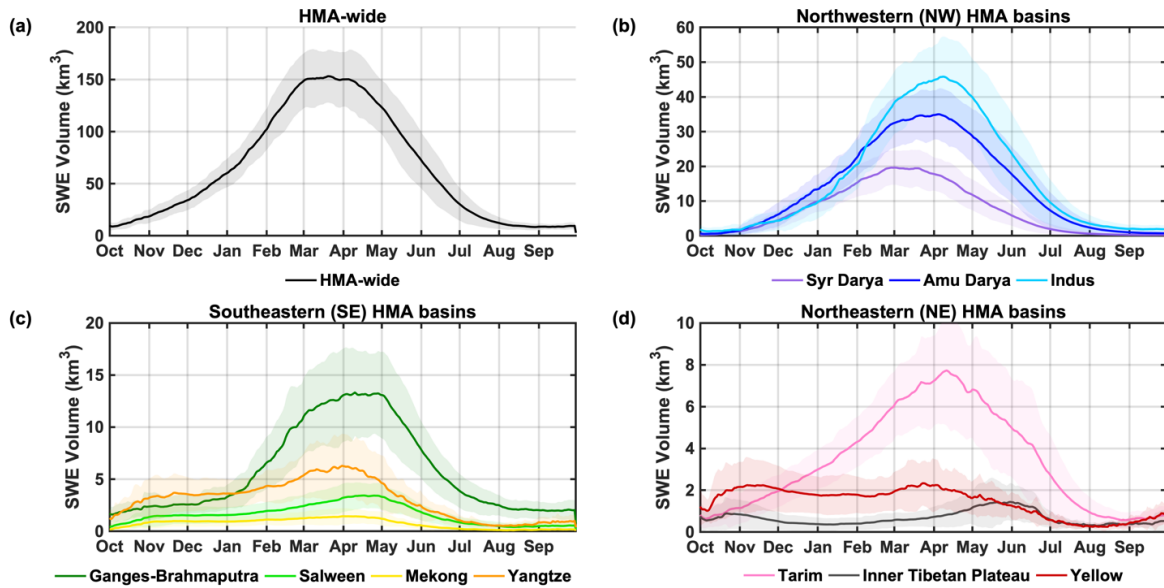 (a)
HMA-wide
SWE Volume (km³)
200
150
100
50
0
Oct Nov Dec Jan Feb Mar Apr May Jun Jul Aug Sep
HMA-wide
(b)
Northwestern (NW) HMA basins
SWE Volume (km³)
60
50
40
30
20
10
0
Oct Nov Dec Jan Feb Mar Apr May Jun Jul Aug Sep
Syr Darya Amu Darya Indus
(c)
Southeastern (SE) HMA basins
SWE Volume (km³)
20
15
10
5
0
Oct Nov Dec Jan Feb Mar Apr May Jun Jul Aug Sep
Ganges-Brahmaputra Salween Mekong Yangtze
(d)
Northeastern (NE) HMA basins
SWE Volume (km³)
10
8
6
4
2
0
Oct Nov Dec Jan Feb Mar Apr May Jun Jul Aug Sep
Tarim Inner Tibetan Plateau Yellow